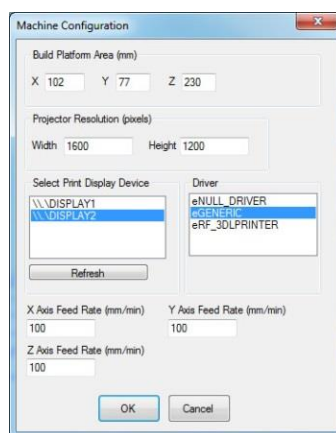 Machine Configuration
x
Build Platform Area (mm)
X 102 Y 77 Z 230
Projector Resolution (pixels)
Width 1600 Height 1200
Select Print Display Device Driver
\\.\DISPLAY1 eNULL_DRIVER
\\.\DISPLAY2 eGENERIC
eRF_3DLPRINTER
Refresh
X Axis Feed Rate (mm/min) Y Axis Feed Rate (mm/min)
100 100
Z Axis Feed Rate (mm/min)
100
OK Cancel